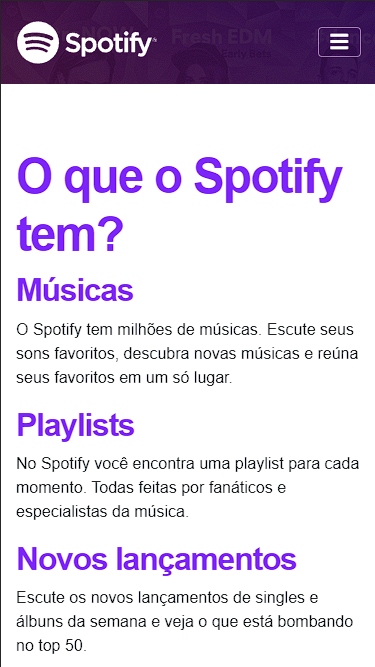 Spotify
Fresh EDM
O que o Spotify
tem?
Músicas
O Spotify tem milhões de músicas. Escute seus
sons favoritos, descubra novas músicas e reúna
seus favoritos em um só lugar.
Playlists
No Spotify você encontra uma playlist para cada
momento. Todas feitas por fanáticos e
especialistas da música.
Novos lançamentos
Escute os novos lançamentos de singles e
álbuns da semana e veja o que está bombando
no top 50.